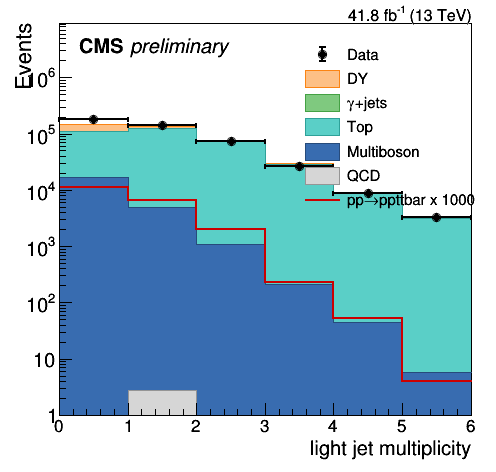 41.8 fb⁻¹ (13 TeV)
Events
CMS preliminary
Data
DY
γ+jets
Top
Multiboson
QCD
pp→ppttbar x 1000
10⁶
10⁵
10⁴
10³
10²
10
1
0 1 2 3 4 5 6
light jet multiplicity